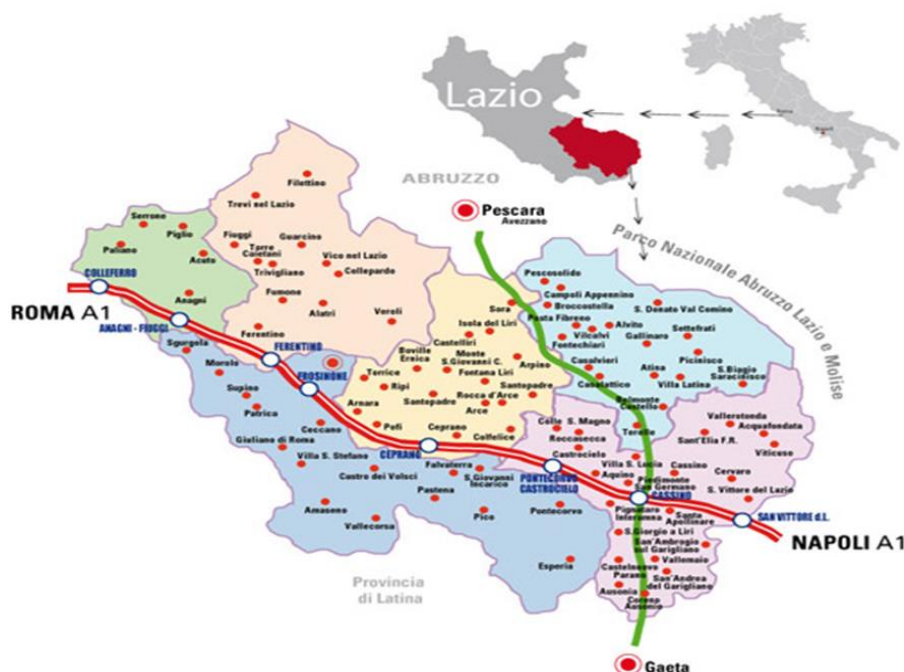 Lazio
ABRUZZO
Pescara
Avezzano
Parco Nazionale Abruzzo Lazio e Molise
Filettino
Trevi nel Lazio
Serrone
Piglio
Paliano
Acuto
Fiuggi
Guarcino
Torre
Caietani
Vico nel Lazio
Trivigliano
Collepardo
COLLEFERRO
Anagni
Fumone
Alatri
Veroli
ROMA A1
ANAGNI - FIUGGI
Ferentino
Sgurgola
FERENTINO
Morolo
FROSINONE
Supino
Patrica
Ceccano
Giuliano di Roma
Villa S. Stefano
Castro dei Volsci
Amaseno
Vallecorsa
Pescosolido
Campoli Appennino
Sora
Broccostella
S. Donato Val Comino
Posta Fibreno
Isola del Liri
Alvito
Settefrati
Castelliri
Vilcalvi
Gallinaro
Fontechiari
Boville
Ernica
Monte
S.Giovanni C.
Arpino
Casalvieri
Picinisco
Torrice
Fontana Liri
Atina
S.Biagio
Saracinisco
Casalattico
Villa Latina
Ripi
Santopadre
Santopadre
Rocca d'Arce
Arce
Belmonte
Castello
Arnara
Pofi
Ceprano
Colfelice
Terelle
Colle S. Magno
Roccasecca
Castrocielo
Vallerotonda
Acquafondata
Sant'Elia F.R.
Viticuso
CEPRANO
Falvaterra
S.Giovanni
Incarico
Pastena
Pico
PONTECORVO
CASTROCIELO
Villa S. Lucia
Aquino
Piedimonte
San Germano
Cassino
Cervaro
S. Vittore del Lazio
CASSINO
Pontecorvo
Pignataro
Interamna
Santo
Apollinare
SAN VITTORE d.L.
NAPOLI A1
S.Giorgio a Liri
San'Ambrogio
sul Garigliano
Esperia
Castelnuovo
Parano
Vallemaio
San'Andrea
del Garigliano
Ausonia
Coreno
Ausonio
Provincia
di Latina
Gaeta